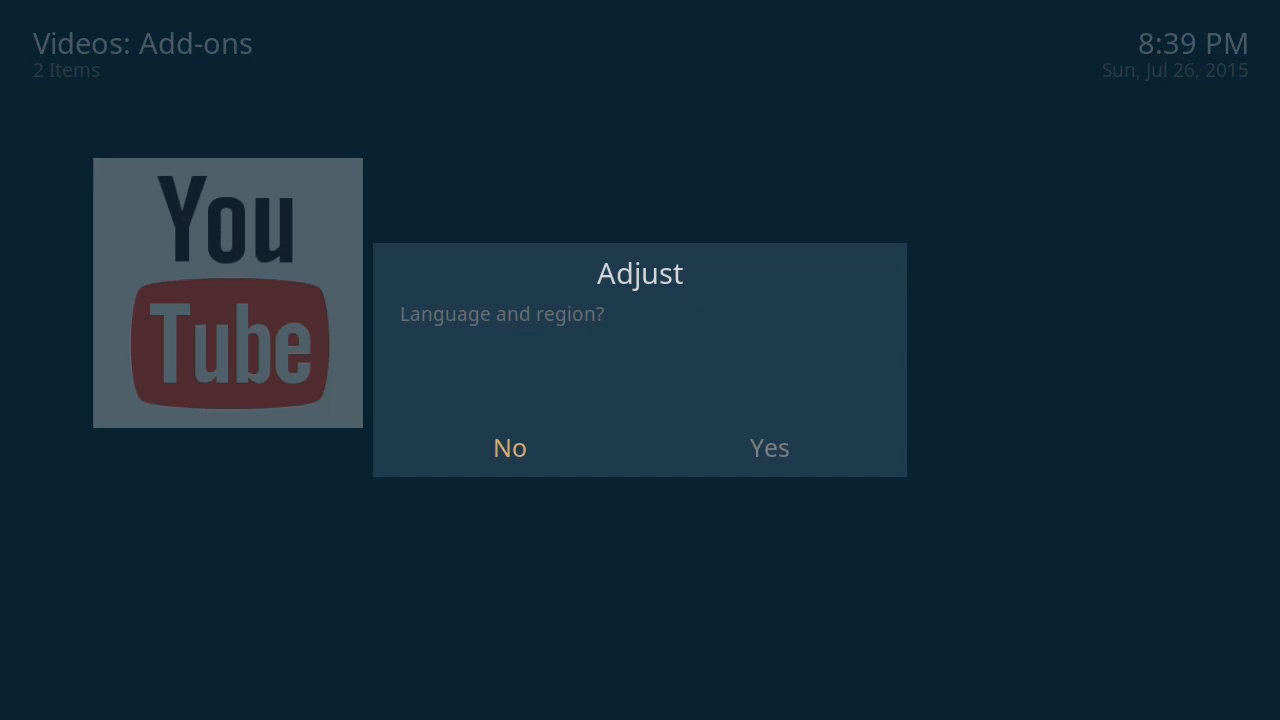 Videos: Add-ons
2 Items
8:39 PM
Sun, Jul 26, 2015
You
Tube
Adjust
Language and region?
No
Yes